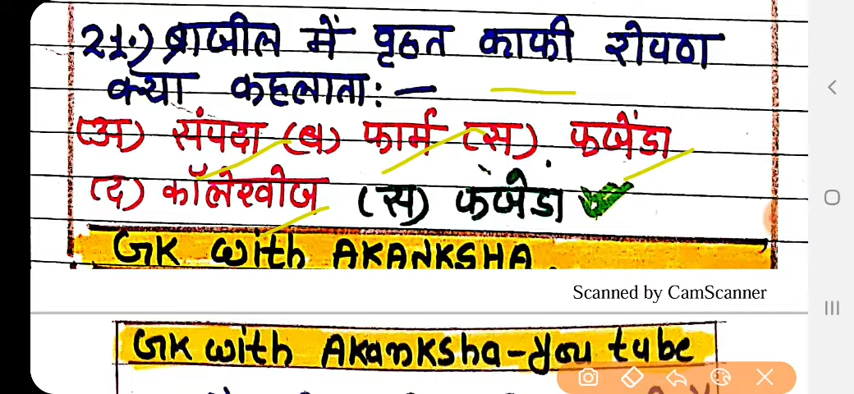 21.) ब्राजील में वृहत काफी रोपण
क्या कहलाता:-
(अ) संपदा (ब) फार्म (स) फजेंडा
(द) कॉलेखोज (स) फजेंडा
GK with AKANKSHA.
Scanned by CamScanner
GK with Akanksha-You tube